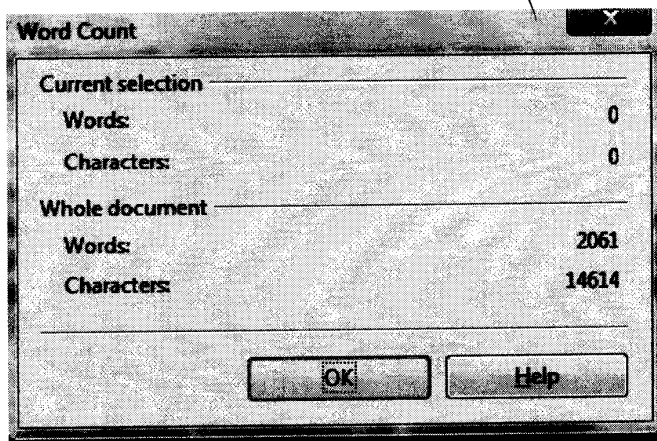 Word Count
Current selection
Words: 0
Characters: 0
Whole document
Words: 2061
Characters: 14614
OK Help